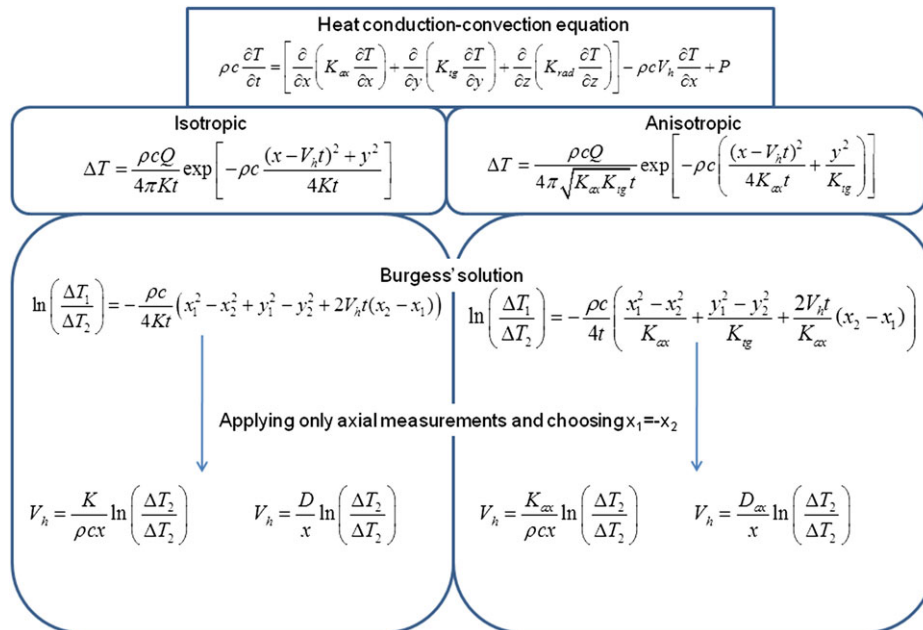 Heat conduction-convection equation
ρc ∂T/∂t = [∂/∂x (K_ax ∂T/∂x) + ∂/∂y (K_tg ∂T/∂y) + ∂/∂z (K_rad ∂T/∂z)] − ρcV_h ∂T/∂x + P
Isotropic
ΔT = ρcQ/(4πKt) exp[−ρc ((x − V_h t)² + y²)/(4Kt)]
Anisotropic
ΔT = ρcQ/(4π√(K_ax K_tg) t) exp[−ρc ((x − V_h t)²/(4K_ax t) + y²/K_tg)]
Burgess' solution
ln(ΔT₁/ΔT₂) = −ρc/(4Kt) (x₁² − x₂² + y₁² − y₂² + 2V_h t(x₂ − x₁))
ln(ΔT₁/ΔT₂) = −ρc/(4t) ((x₁² − x₂²)/K_ax + (y₁² − y₂²)/K_tg + (2V_h t/K_ax)(x₂ − x₁))
Applying only axial measurements and choosing x₁=-x₂
V_h = K/(ρcx) ln(ΔT₂/ΔT₂) V_h = D/x ln(ΔT₂/ΔT₂)
V_h = K_ax/(ρcx) ln(ΔT₂/ΔT₂) V_h = D_ax/x ln(ΔT₂/ΔT₂)